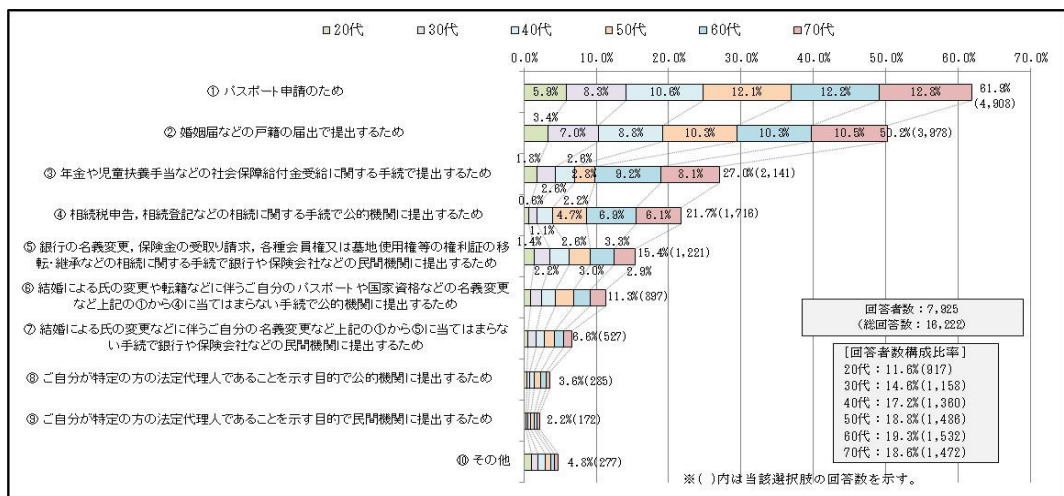 20代 30代 40代 50代 60代 70代
0.0% 10.0% 20.0% 30.0% 40.0% 50.0% 60.0% 70.0%
① パスポート申請のため
5.9% 8.3% 10.6% 12.1% 12.2% 12.8% 61.9%
(4,903)
3.4%
② 婚姻届などの戸籍の届出で提出するため
7.0% 8.8% 10.3% 10.3% 10.5% 50.2%(3,978)
1.8% 2.6%
③ 年金や児童扶養手当などの社会保障給付金受給に関する手続で提出するため
2.8% 9.2% 8.1% 27.0%(2,141)
2.6%
0.6% 2.2%
④ 相続税申告，相続登記などの相続に関する手続で公的機関に提出するため
4.7% 6.9% 6.1% 21.7%(1,716)
1.1%
⑤ 銀行の名義変更，保険金の受取り請求，各種会員権又は墓地使用権等の権利証の移
転・継承などの相続に関する手続で銀行や保険会社などの民間機関に提出するため
1.4% 2.6% 3.3%
15.4%(1,221)
2.2% 3.0% 2.9%
⑥ 結婚による氏の変更や転籍などに伴うご自分のパスポートや国家資格などの名義変更
など上記の①から④に当てはまらない手続で公的機関に提出するため
11.3%(897)
⑦ 結婚による氏の変更などに伴うご自分の名義変更など上記の①から⑤に当てはまらな
い手続で銀行や保険会社などの民間機関に提出するため
6.6%(527)
⑧ ご自分が特定の方の法定代理人であることを示す目的で公的機関に提出するため
3.6%(285)
⑨ ご自分が特定の方の法定代理人であることを示す目的で民間機関に提出するため
2.2%(172)
⑩ その他
4.8%(277)
回答者数：7,925
(総回答数：16,222)
[回答者数構成比率]
20代：11.6%(917)
30代：14.6%(1,158)
40代：17.2%(1,360)
50代：18.8%(1,486)
60代：19.3%(1,532)
70代：18.6%(1,472)
※( )内は当該選択肢の回答数を示す。